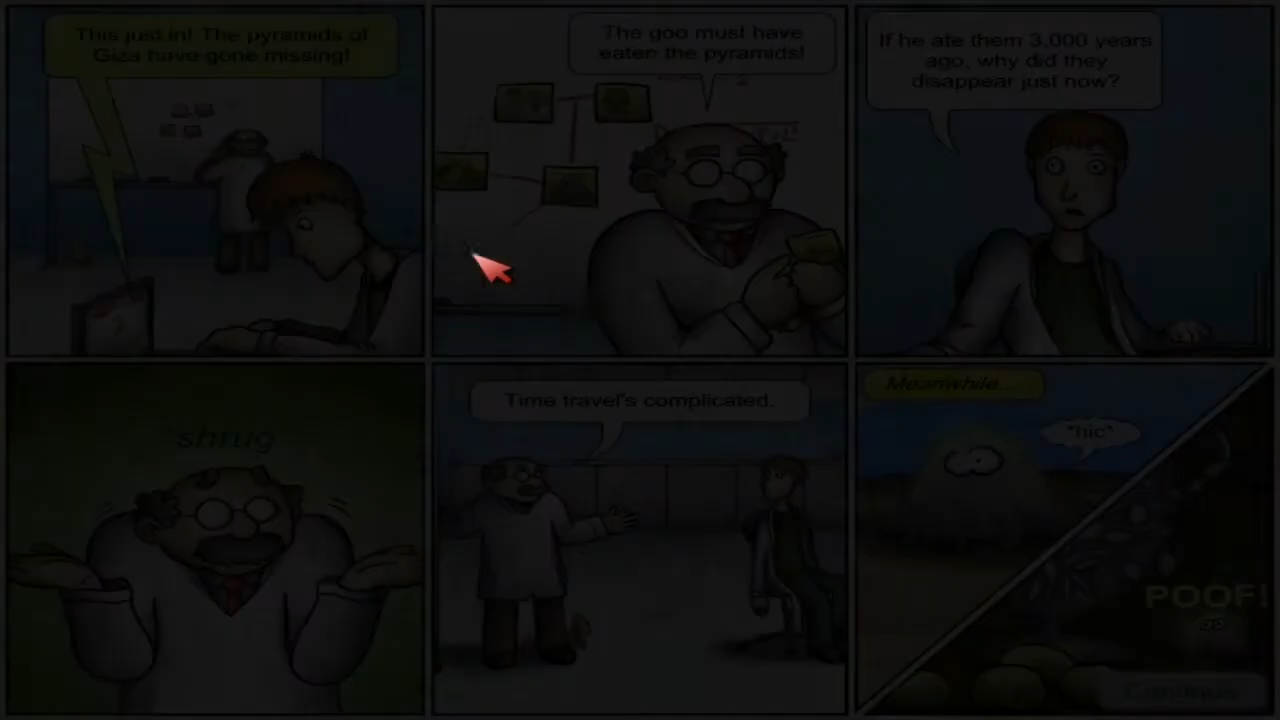 This just in! The pyramids of
Giza have gone missing!
The goo must have
eaten the pyramids!
If he ate them 3,000 years
ago, why did they
disappear just now?
*shrug*
Time travel's complicated.
Meanwhile...
*hic*
POOF!
Continue